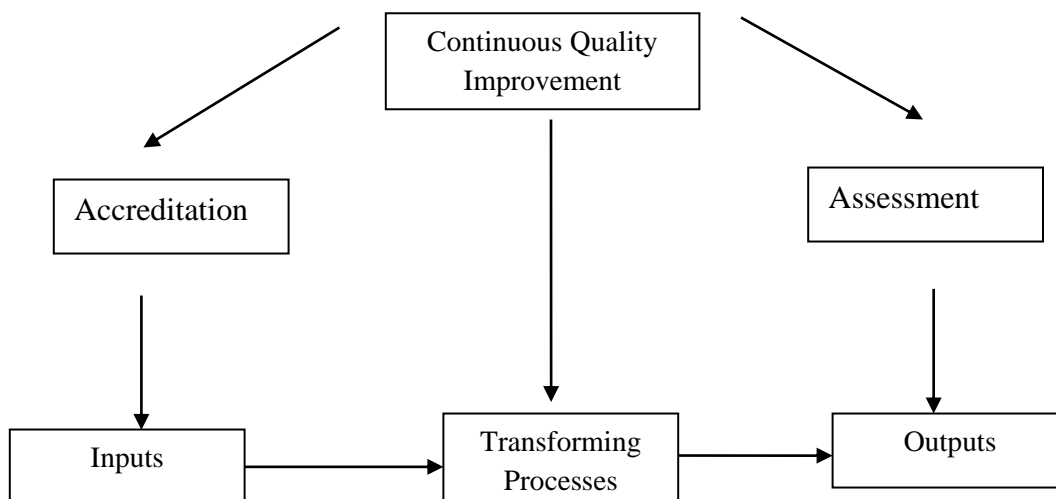 Continuous Quality
Improvement
Accreditation
Assessment
Inputs
Transforming
Processes
Outputs